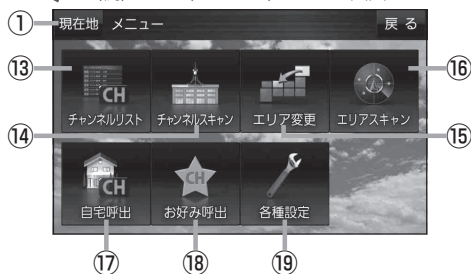 ① 現在地 メニュー 戻る
⑬ ⑯
CH CH
チャンネルリスト チャンネルスキャン エリア変更 エリアスキャン
⑭ ⑮
CH CH
自宅呼出 お好み呼出 各種設定
⑰ ⑱ ⑲